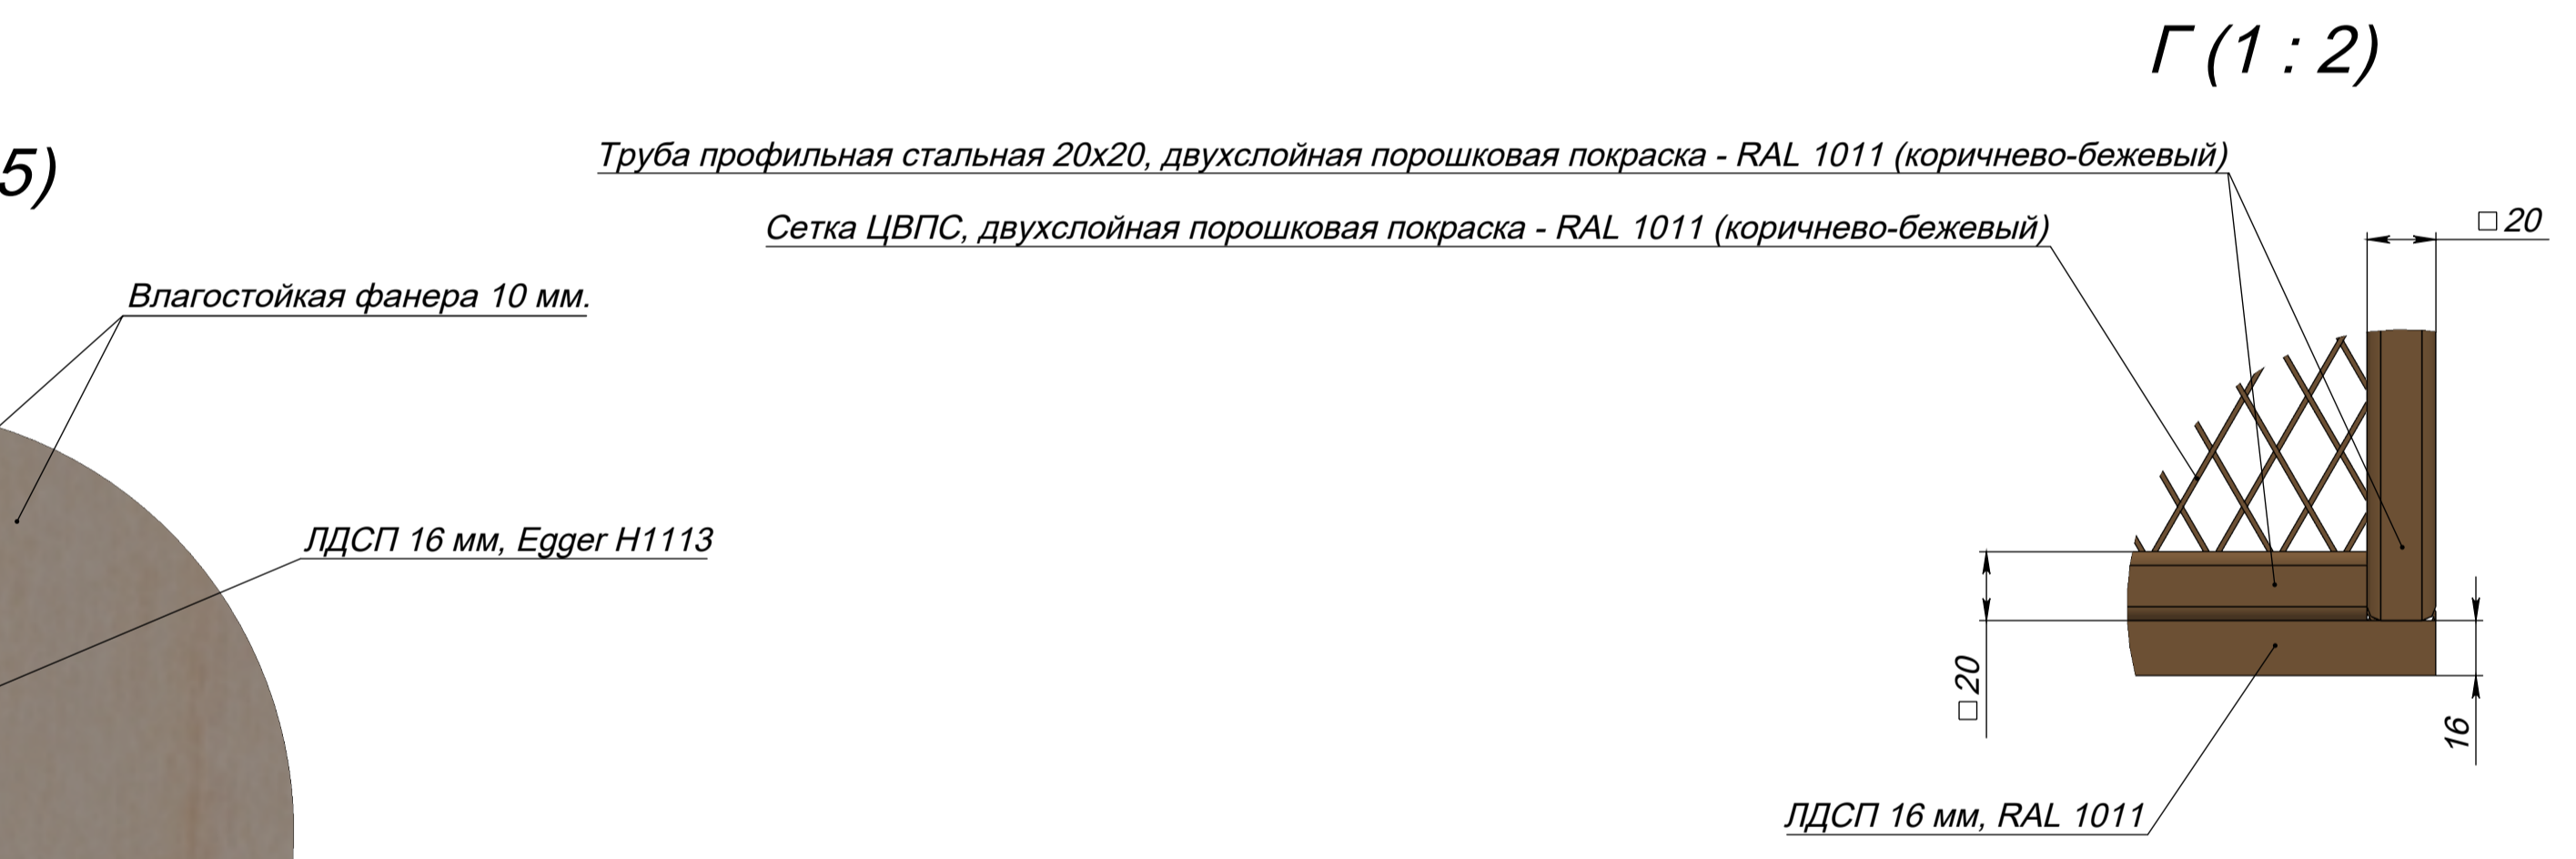 Г (1 : 2)
5)
Труба профильная стальная 20х20, двухслойная порошковая покраска - RAL 1011 (коричнево-бежевый)
Сетка ЦВПС, двухслойная порошковая покраска - RAL 1011 (коричнево-бежевый)
□ 20
Влагостойкая фанера 10 мм.
ЛДСП 16 мм, Egger H1113
□ 20
16
ЛДСП 16 мм, RAL 1011